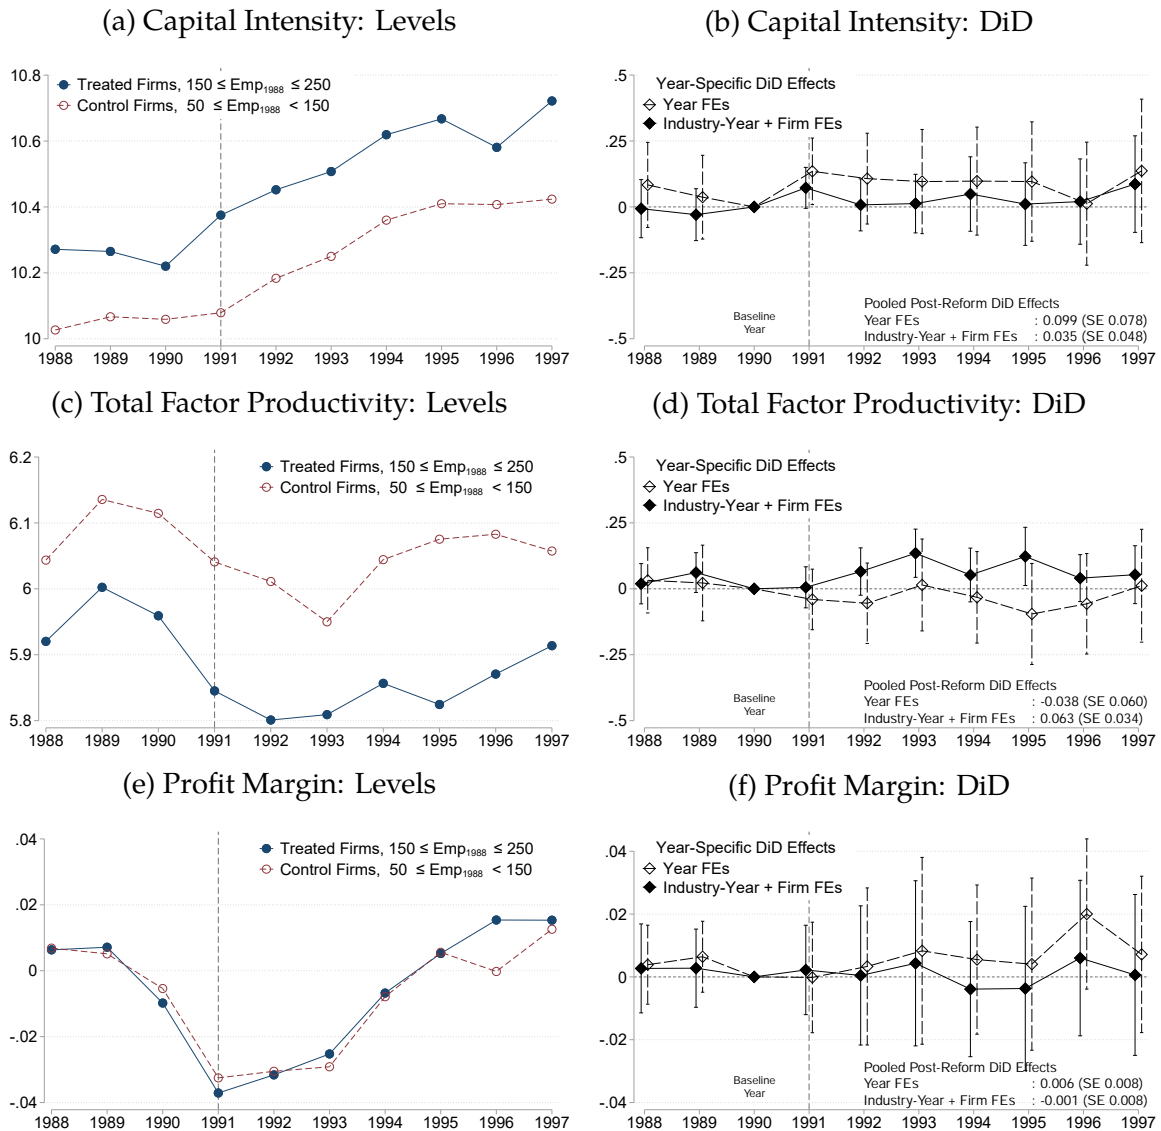 (a) Capital Intensity: Levels
10.8
10.6
10.4
10.2
10
Treated Firms, 150 ≤ Emp1988 ≤ 250
Control Firms, 50 ≤ Emp1988 < 150
1988 1989 1990 1991 1992 1993 1994 1995 1996 1997
(b) Capital Intensity: DiD
.5
.25
0
-.25
-.5
Year-Specific DiD Effects
Year FEs
Industry-Year + Firm FEs
Baseline
Year
Pooled Post-Reform DiD Effects
Year FEs : 0.099 (SE 0.078)
Industry-Year + Firm FEs : 0.035 (SE 0.048)
1988 1989 1990 1991 1992 1993 1994 1995 1996 1997
(c) Total Factor Productivity: Levels
6.2
6.1
6
5.9
5.8
Treated Firms, 150 ≤ Emp1988 ≤ 250
Control Firms, 50 ≤ Emp1988 < 150
1988 1989 1990 1991 1992 1993 1994 1995 1996 1997
(d) Total Factor Productivity: DiD
.5
.25
0
-.25
-.5
Year-Specific DiD Effects
Year FEs
Industry-Year + Firm FEs
Baseline
Year
Pooled Post-Reform DiD Effects
Year FEs : -0.038 (SE 0.060)
Industry-Year + Firm FEs : 0.063 (SE 0.034)
1988 1989 1990 1991 1992 1993 1994 1995 1996 1997
(e) Profit Margin: Levels
.04
.02
0
-.02
-.04
Treated Firms, 150 ≤ Emp1988 ≤ 250
Control Firms, 50 ≤ Emp1988 < 150
1988 1989 1990 1991 1992 1993 1994 1995 1996 1997
(f) Profit Margin: DiD
.04
.02
0
-.02
-.04
Year-Specific DiD Effects
Year FEs
Industry-Year + Firm FEs
Baseline
Year
Pooled Post-Reform DiD Effects
Year FEs : 0.006 (SE 0.008)
Industry-Year + Firm FEs : -0.001 (SE 0.008)
1988 1989 1990 1991 1992 1993 1994 1995 1996 1997